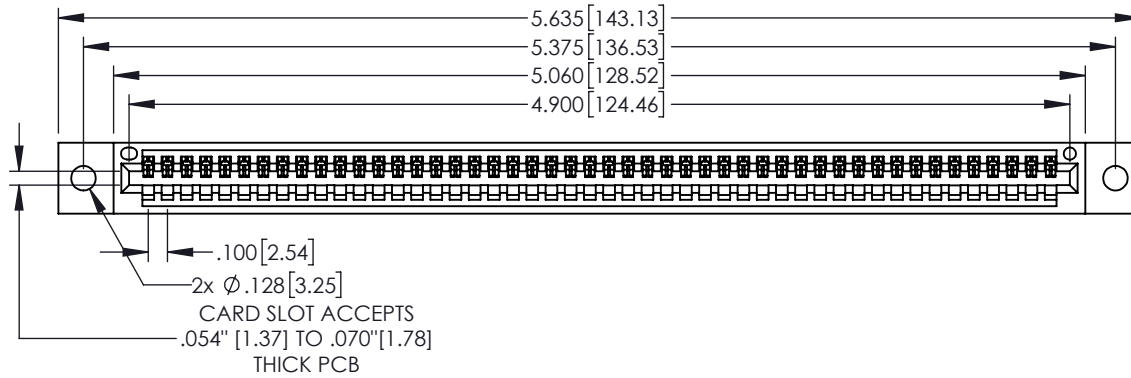 5.635[143.13]
5.375[136.53]
5.060[128.52]
4.900[124.46]
.100[2.54]
2x Ø.128[3.25]
CARD SLOT ACCEPTS
.054" [1.37] TO .070"[1.78]
THICK PCB